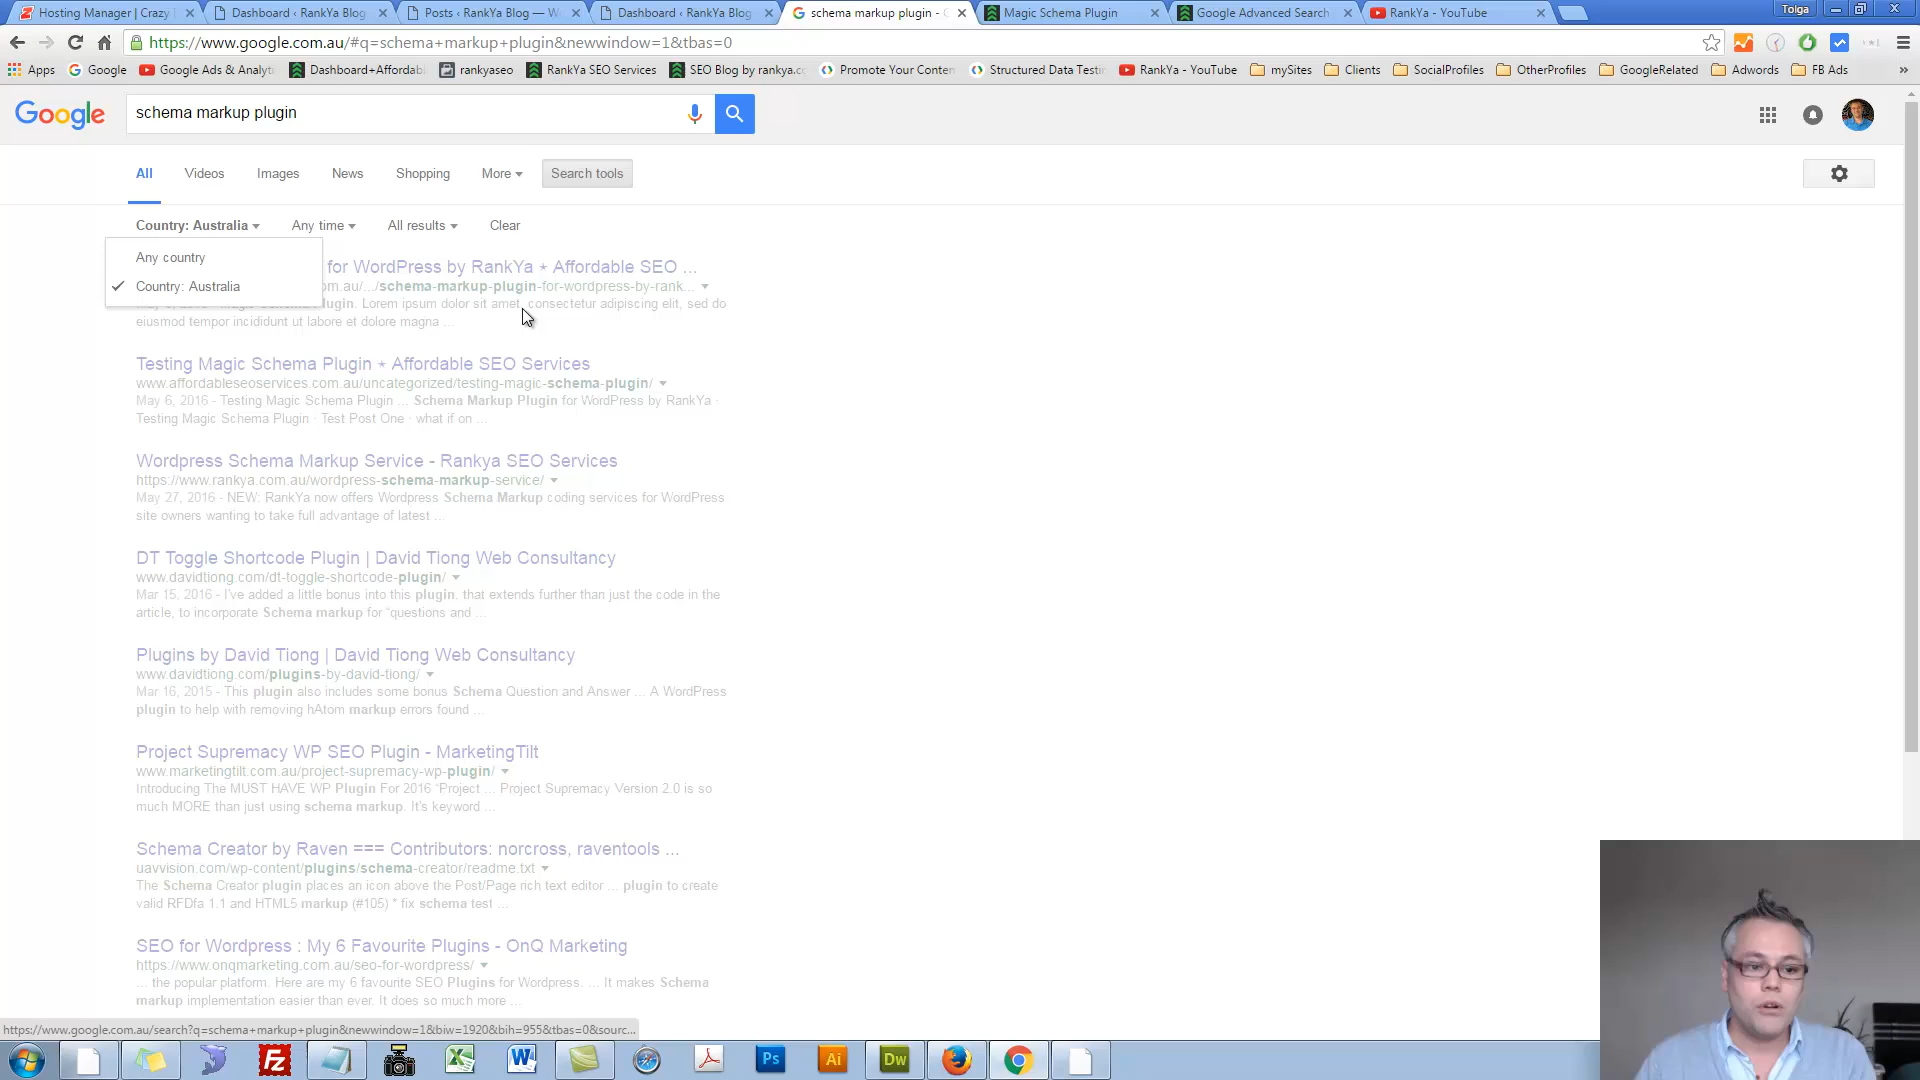 Hosting Manager | Crazy
Dashboard ‹ RankYa Blog
Posts ‹ RankYa Blog — W
Dashboard ‹ RankYa Blog
schema markup plugin - G
Magic Schema Plugin
Google Advanced Search
RankYa - YouTube
Tolga
https://www.google.com.au/#q=schema+markup+plugin&newwindow=1&tbas=0
Apps
Google
Google Ads & Analyti
Dashboard+Affordabl
rankyaseo
RankYa SEO Services
SEO Blog by rankya.co
Promote Your Conten
Structured Data Testin
RankYa - YouTube
mySites
Clients
SocialProfiles
OtherProfiles
GoogleRelated
Adwords
FB Ads
»
Google
schema markup plugin
All
Videos
Images
News
Shopping
More
Search tools
Country: Australia
Any time
All results
Clear
Any country
Country: Australia
for WordPress by RankYa ⋆ Affordable SEO ...
om.au/.../schema-markup-plugin-for-wordpress-by-rank...
lugin. Lorem ipsum dolor sit amet, consectetur adipiscing elit, sed do
eiusmod tempor incididunt ut labore et dolore magna ...
Testing Magic Schema Plugin ⋆ Affordable SEO Services
www.affordableseoservices.com.au/uncategorized/testing-magic-schema-plugin/
May 6, 2016 - Testing Magic Schema Plugin ... Schema Markup Plugin for WordPress by RankYa ·
Testing Magic Schema Plugin · Test Post One · what if on ...
Wordpress Schema Markup Service - Rankya SEO Services
https://www.rankya.com.au/wordpress-schema-markup-service/
May 27, 2016 - NEW: RankYa now offers Wordpress Schema Markup coding services for WordPress
site owners wanting to take full advantage of latest ...
DT Toggle Shortcode Plugin | David Tiong Web Consultancy
www.davidtiong.com/dt-toggle-shortcode-plugin/
Mar 15, 2016 - I've added a little bonus into this plugin, that extends further than just the code in the
article, to incorporate Schema markup for "questions and ...
Plugins by David Tiong | David Tiong Web Consultancy
www.davidtiong.com/plugins-by-david-tiong/
Mar 16, 2015 - This plugin also includes some bonus Schema Question and Answer ... A WordPress
plugin to help with removing hAtom markup errors found ...
Project Supremacy WP SEO Plugin - MarketingTilt
www.marketingtilt.com.au/project-supremacy-wp-plugin/
Introducing The MUST HAVE WP Plugin For 2016 "Project ... Project Supremacy Version 2.0 is so
much MORE than just using schema markup. It's keyword ...
Schema Creator by Raven === Contributors: norcross, raventools ...
uavvision.com/wp-content/plugins/schema-creator/readme.txt
The Schema Creator plugin places an icon above the Post/Page rich text editor ... plugin to create
valid RFDfa 1.1 and HTML5 markup (#105) * fix schema test ...
SEO for Wordpress : My 6 Favourite Plugins - OnQ Marketing
https://www.onqmarketing.com.au/seo-for-wordpress/
... the popular platform. Here are my 6 favourite SEO Plugins for Wordpress. ... It makes Schema
markup implementation easier than ever. It does so much more ...
https://www.google.com.au/search?q=schema+markup+plugin&newwindow=1&biw=1920&bih=955&tbas=0&sourc...
Fz
X
W
Ps
Ai
Dw